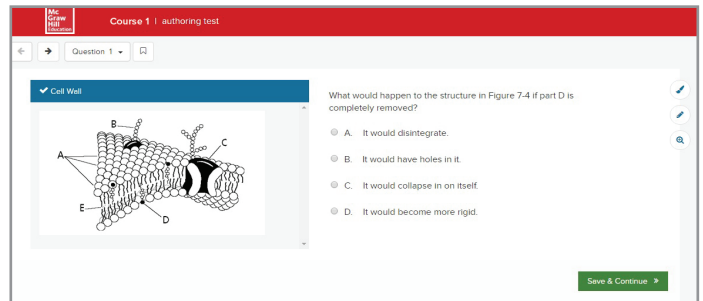 Mc
Graw
Hill
Education
Course 1 | authoring test
Question 1
Cell Wall
B
C
A
E
D
What would happen to the structure in Figure 7-4 if part D is
completely removed?
A. It would disintegrate.
B. It would have holes in it.
C. It would collapse in on itself.
D. It would become more rigid.
Save & Continue »